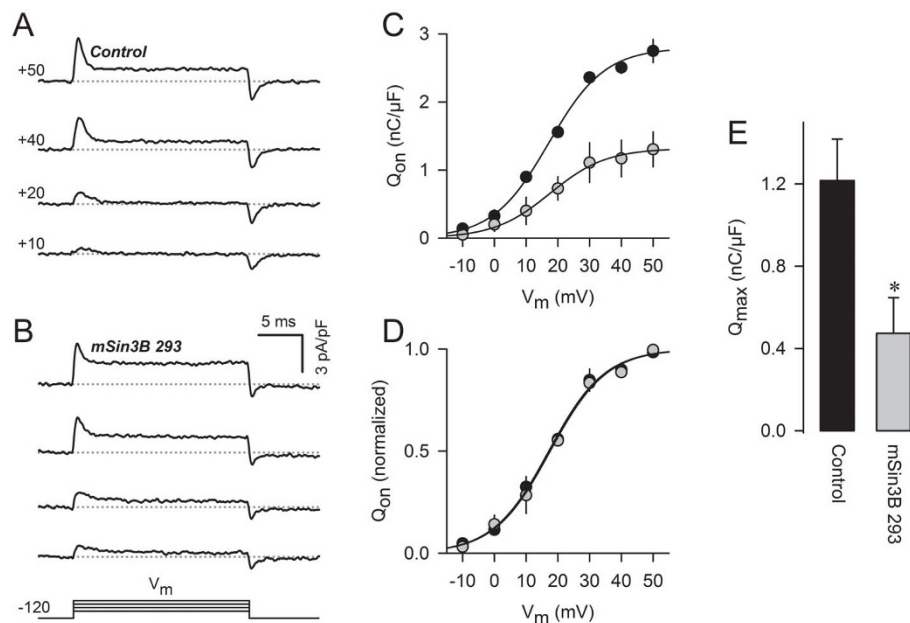 A
Control
+50
+40
+20
+10
B
mSin3B 293
5 ms
3 pA/pF
Vm
-120
C
Qon (nC/µF)
3
2
1
0
-10 0 10 20 30 40 50
Vm (mV)
D
Qon (normalized)
1.0
0.5
0.0
-10 0 10 20 30 40 50
Vm (mV)
E
Qmax (nC/µF)
1.2
0.8
0.4
0.0
*
Control
mSin3B 293